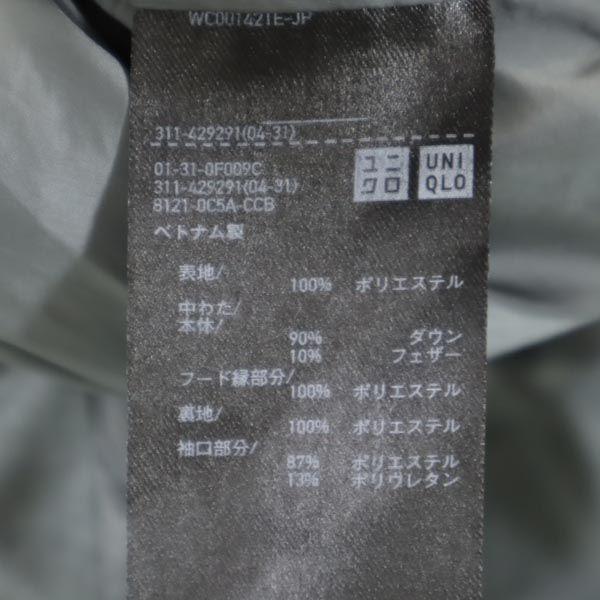 WC001421E-JP
311-429291(04-31)
01-31-0F009C
311-429291(04-31)
8121-0C5A-CCB
ユニ
クロ
UNI
QLO
ベトナム製
表地/
100% ポリエステル
中わた/
本体/
90% ダウン
10% フェザー
フード縁部分/
100% ポリエステル
裏地/
100% ポリエステル
袖口部分/
87% ポリエステル
13% ポリウレタン